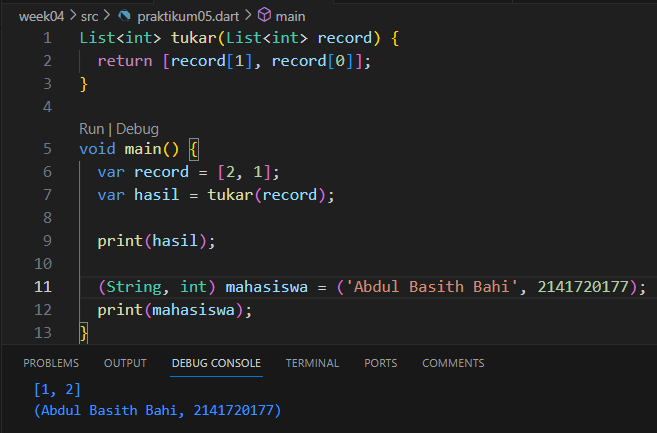 week04 > src > praktikum05.dart > main
1 List<int> tukar(List<int> record) {
2   return [record[1], record[0]];
3 }
4
Run | Debug
5 void main() {
6   var record = [2, 1];
7   var hasil = tukar(record);
8
9   print(hasil);
10
11   (String, int) mahasiswa = ('Abdul Basith Bahi', 2141720177);
12   print(mahasiswa);
13 }
PROBLEMS OUTPUT DEBUG CONSOLE TERMINAL PORTS COMMENTS
[1, 2]
(Abdul Basith Bahi, 2141720177)